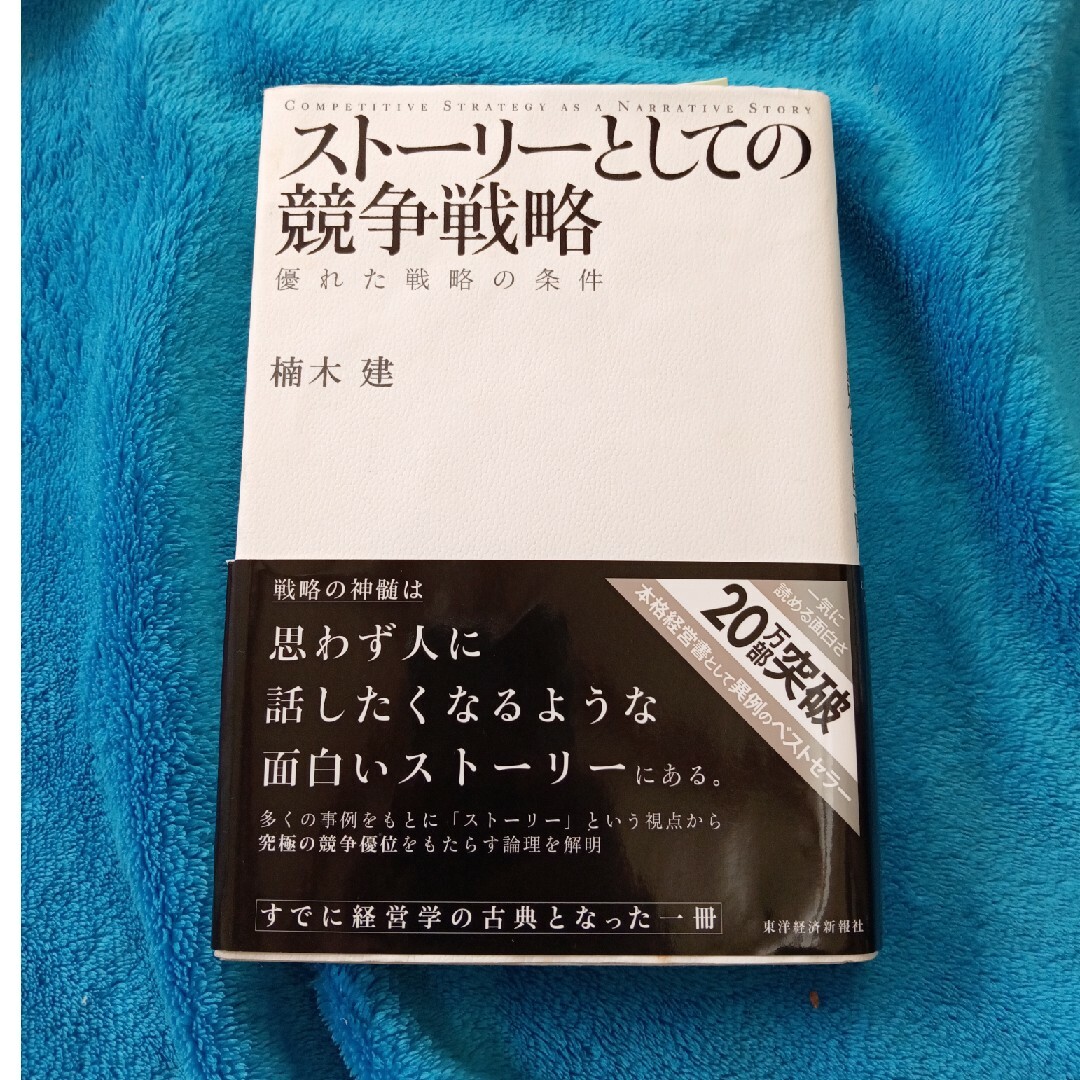 COMPETITIVE STRATEGY AS A NARRATIVE STORY
ストーリーとしての
競争戦略
優れた戦略の条件
楠木 建
戦略の神髄は
思わず人に
話したくなるような
面白いストーリーにある。
多くの事例をもとに「ストーリー」という視点から
究極の競争優位をもたらす論理を解明
すでに経営学の古典となった一冊
一気に
読める面白さ
20万部突破
本格経営書として異例のベストセラー
東洋経済新報社